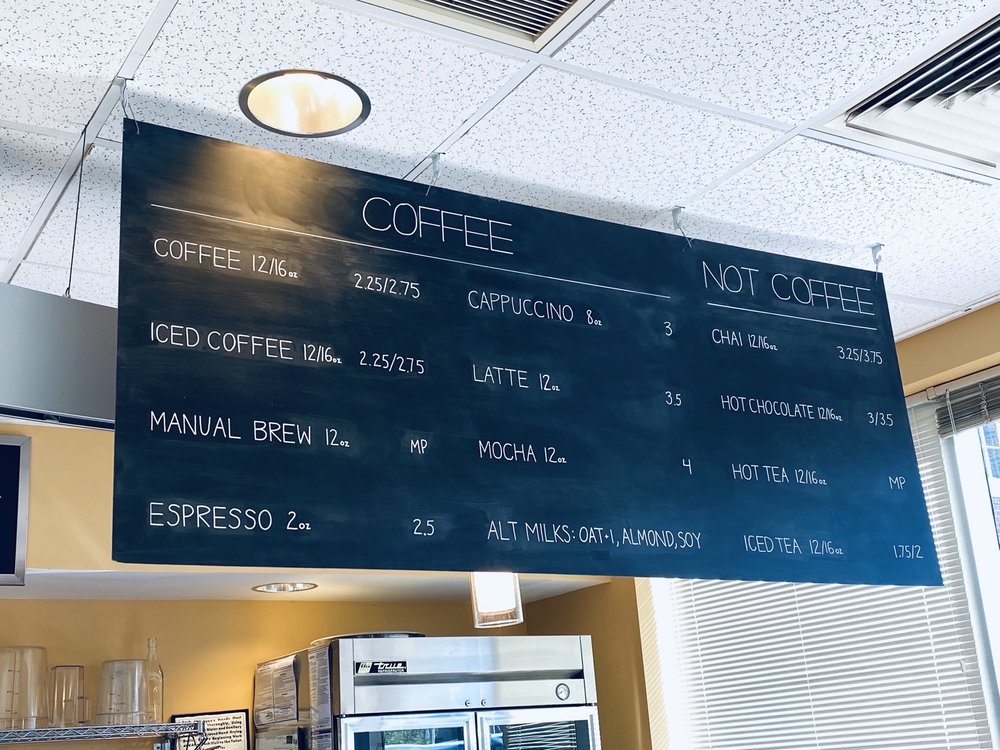 COFFEE
COFFEE 12/16oz 2.25/2.75
ICED COFFEE 12/16oz 2.25/2.75
MANUAL BREW 12oz MP
ESPRESSO 2oz 2.5
CAPPUCCINO 8oz 3
LATTE 12oz 3.5
MOCHA 12oz 4
ALT MILKS: OAT+1, ALMOND, SOY
NOT COFFEE
CHAI 12/16oz 3.25/3.75
HOT CHOCOLATE 12/16oz 3/3.5
HOT TEA 12/16oz MP
ICED TEA 12/16oz 1.75/2
true
REFRIGERATOR